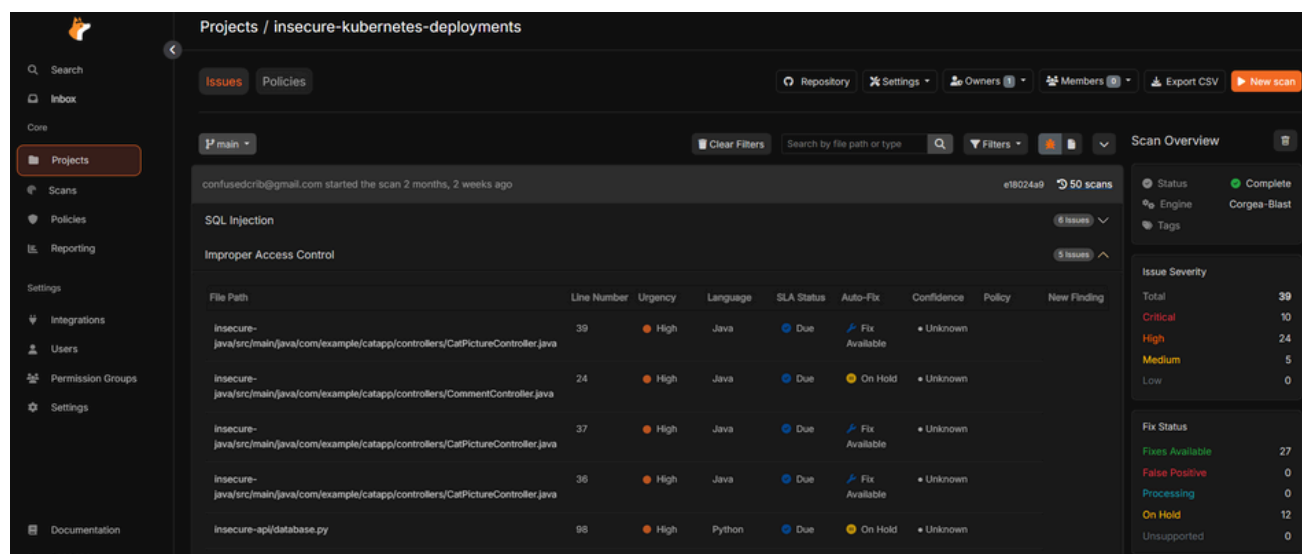 Projects / insecure-kubernetes-deployments
Search
Inbox
Core
Projects
Scans
Policies
Reporting
Settings
Integrations
Users
Permission Groups
Settings
Documentation
Issues Policies
Repository Settings Owners 1 Members 0 Export CSV New scan
main Clear Filters Search by file path or type Filters
confusedcrib@gmail.com started the scan 2 months, 2 weeks ago e18024a9 50 scans
SQL Injection 6 Issues
Improper Access Control 5 Issues
File Path Line Number Urgency Language SLA Status Auto-Fix Confidence Policy New Finding
insecure-
java/src/main/java/com/example/catapp/controllers/CatPictureController.java 39 High Java Due Fix Available Unknown
insecure-
java/src/main/java/com/example/catapp/controllers/CommentController.java 24 High Java Due On Hold Unknown
insecure-
java/src/main/java/com/example/catapp/controllers/CatPictureController.java 37 High Java Due Fix Available Unknown
insecure-
java/src/main/java/com/example/catapp/controllers/CatPictureController.java 36 High Java Due Fix Available Unknown
insecure-api/database.py 98 High Python Due On Hold Unknown
Scan Overview
Status Complete
Engine Corgea-Blast
Tags
Issue Severity
Total 39
Critical 10
High 24
Medium 5
Low 0
Fix Status
Fixes Available 27
False Positive 0
Processing 0
On Hold 12
Unsupported 0